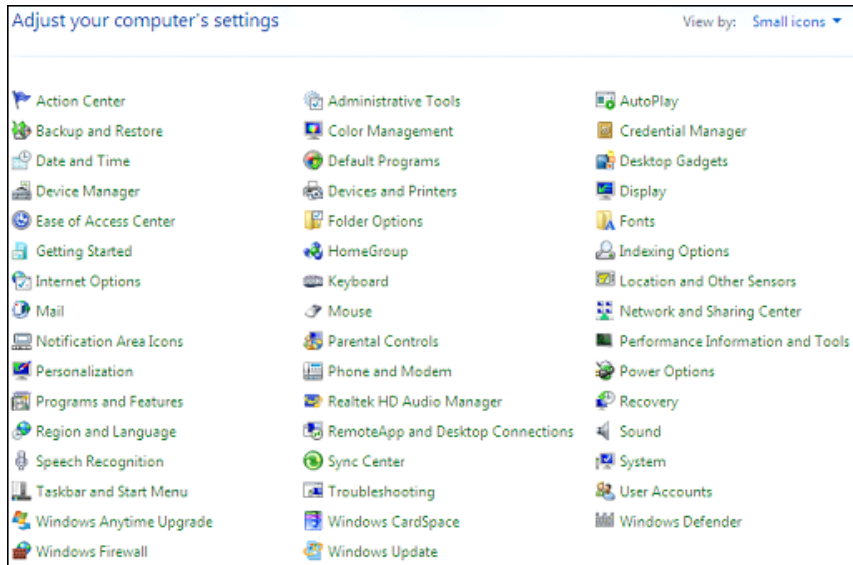 Adjust your computer's settings
View by: Small icons
Action Center
Administrative Tools
AutoPlay
Backup and Restore
Color Management
Credential Manager
Date and Time
Default Programs
Desktop Gadgets
Device Manager
Devices and Printers
Display
Ease of Access Center
Folder Options
Fonts
Getting Started
HomeGroup
Indexing Options
Internet Options
Keyboard
Location and Other Sensors
Mail
Mouse
Network and Sharing Center
Notification Area Icons
Parental Controls
Performance Information and Tools
Personalization
Phone and Modem
Power Options
Programs and Features
Realtek HD Audio Manager
Recovery
Region and Language
RemoteApp and Desktop Connections
Sound
Speech Recognition
Sync Center
System
Taskbar and Start Menu
Troubleshooting
User Accounts
Windows Anytime Upgrade
Windows CardSpace
Windows Defender
Windows Firewall
Windows Update